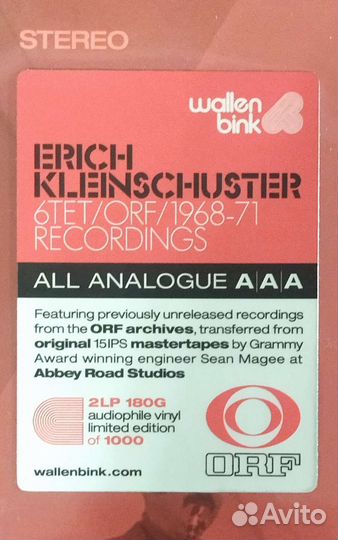 STEREO
wallen
bink
ERICH
KLEINSCHUSTER
6TET/ORF/1968-71
RECORDINGS
ALL ANALOGUE A|A|A
Featuring previously unreleased recordings
from the ORF archives, transferred from
original 15IPS mastertapes by Grammy
Award winning engineer Sean Magee at
Abbey Road Studios
2LP 180G
audiophile vinyl
limited edition
of 1000
wallenbink.com
ORF
Avito